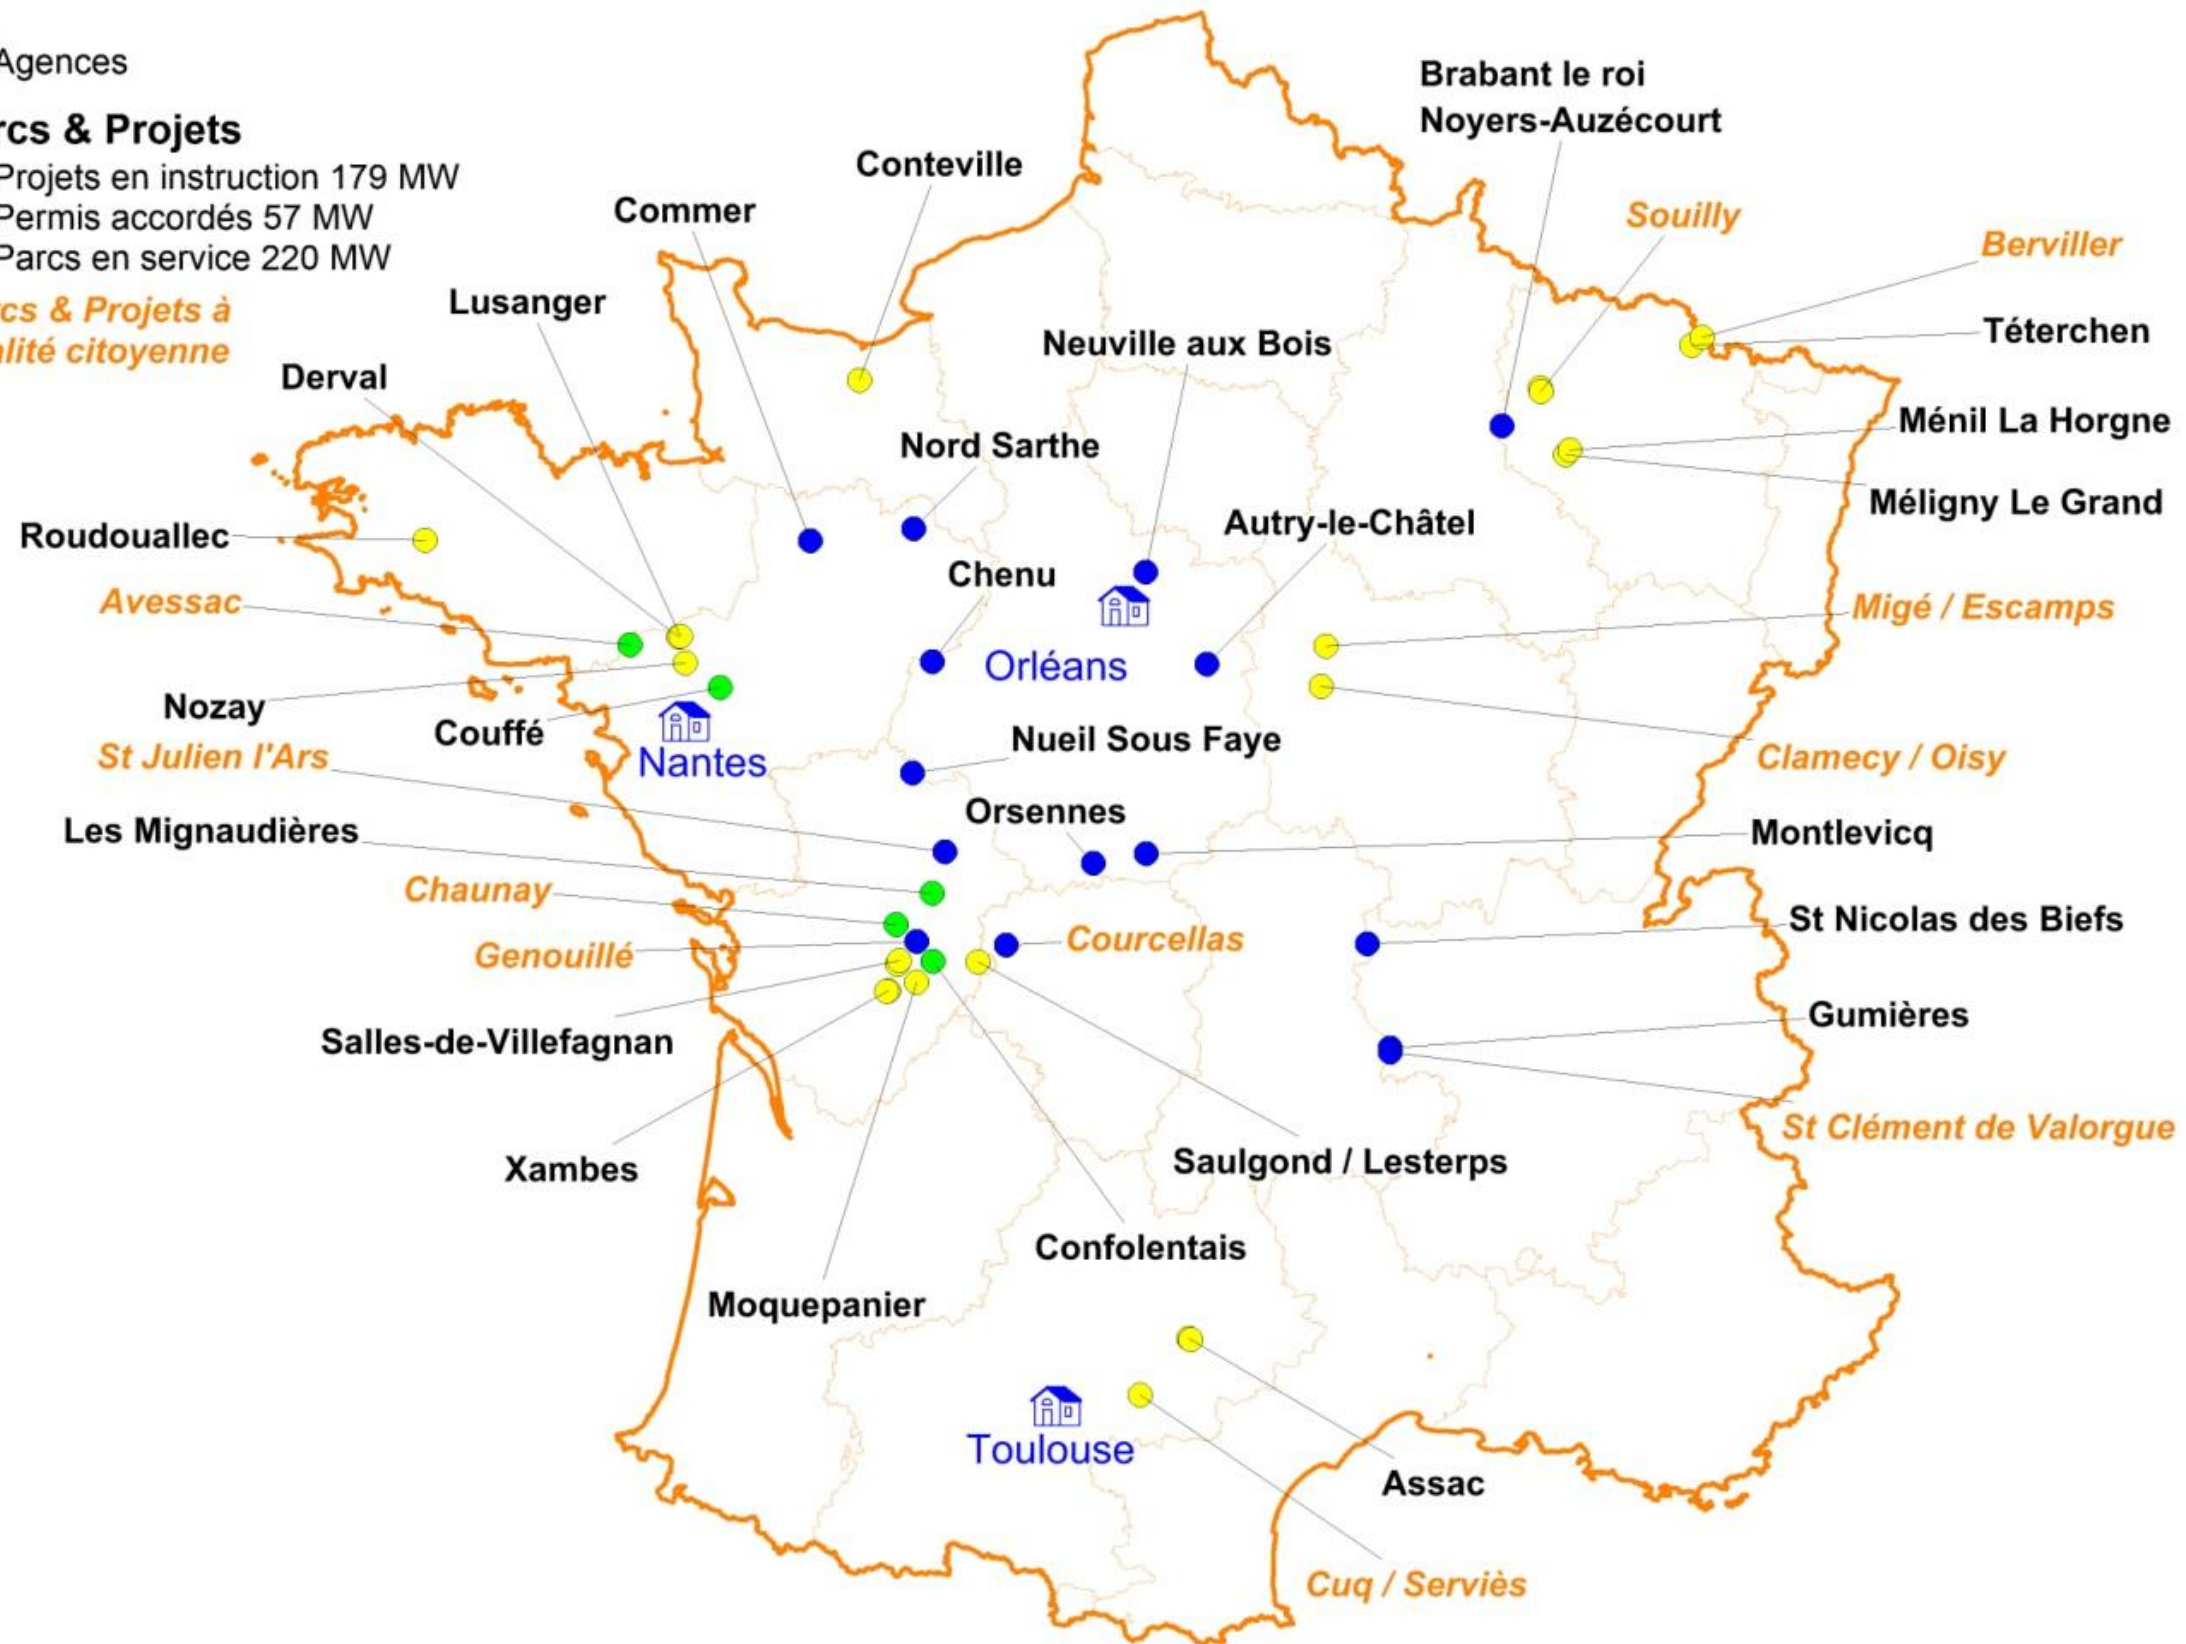 Agences
rcs & Projets
Projets en instruction 179 MW
Permis accordés 57 MW
Parcs en service 220 MW
cs & Projets à
alité citoyenne
Brabant le roi
Noyers-Auzécourt
Conteville
Commer
Souilly
Berviller
Lusanger
Téterchen
Neuville aux Bois
Derval
Ménil La Horgne
Nord Sarthe
Méligny Le Grand
Autry-le-Châtel
Roudouallec
Chenu
Avessac
Migé / Escamps
Orléans
Nozay
Couffé
Nueil Sous Faye
St Julien l'Ars
Nantes
Clamecy / Oisy
Orsennes
Les Mignaudières
Montlevicq
Chaunay
St Nicolas des Biefs
Courcellas
Genouillé
Gumières
Salles-de-Villefagnan
St Clément de Valorgue
Xambes
Saulgond / Lesterps
Confolentais
Moquepanier
Toulouse
Assac
Cuq / Serviès